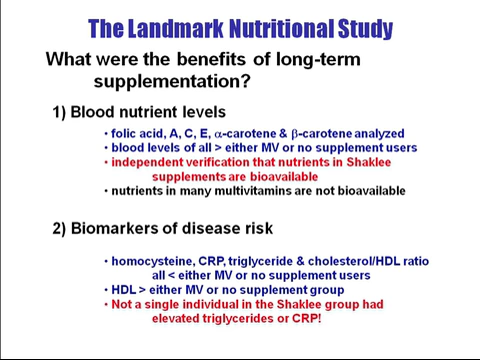 The Landmark Nutritional Study
What were the benefits of long-term
supplementation?
1) Blood nutrient levels
• folic acid, A, C, E, α-carotene & β-carotene analyzed
• blood levels of all > either MV or no supplement users
• independent verification that nutrients in Shaklee
supplements are bioavailable
• nutrients in many multivitamins are not bioavailable
2) Biomarkers of disease risk
• homocysteine, CRP, triglyceride & cholesterol/HDL ratio
all < either MV or no supplement users
• HDL > either MV or no supplement group
• Not a single individual in the Shaklee group had
elevated triglycerides or CRP!